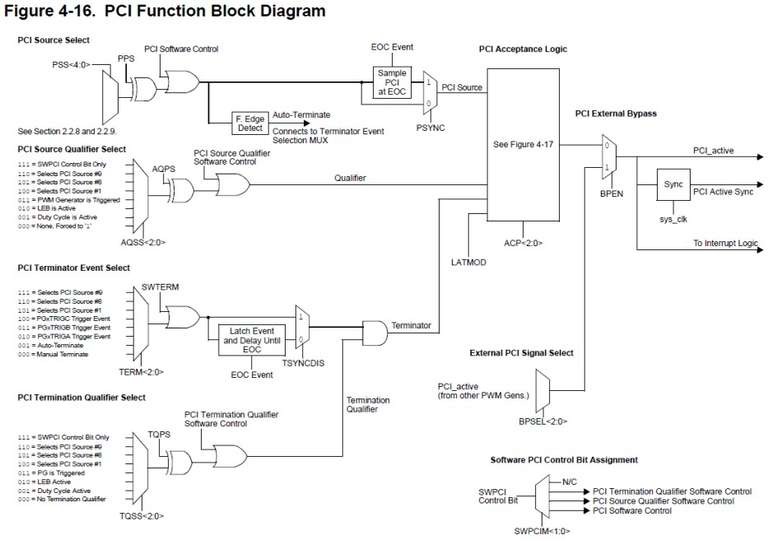 Figure 4-16. PCI Function Block Diagram
PCI Source Select
PSS<4:0>
PPS
PCI Software Control
EOC Event
Sample
PCI
at EOC
1
0
PSYNC
PCI Source
F. Edge
Detect
Auto-Terminate
Connects to Terminator Event
Selection MUX
See Section 2.2.8 and 2.2.9.
PCI Acceptance Logic
See Figure 4-17
ACP<2:0>
LATMOD
PCI External Bypass
0
1
BPEN
PCI_active
Sync
PCI Active Sync
sys_clk
To Interrupt Logic
PCI Source Qualifier Select
111 = SWPCI Control Bit Only
110 = Selects PCI Source #9
101 = Selects PCI Source #8
100 = Selects PCI Source #1
011 = PWM Generator is Triggered
010 = LEB is Active
001 = Duty Cycle is Active
000 = None, Forced to '1'
AQSS<2:0>
AQPS
PCI Source Qualifier
Software Control
Qualifier
PCI Terminator Event Select
111 = Selects PCI Source #9
110 = Selects PCI Source #8
101 = Selects PCI Source #1
100 = PGxTRIGC Trigger Event
011 = PGxTRIGB Trigger Event
010 = PGxTRIGA Trigger Event
001 = Auto-Terminate
000 = Manual Terminate
TERM<2:0>
SWTERM
Latch Event
and Delay Until
EOC
EOC Event
1
0
TSYNCDIS
Terminator
Termination
Qualifier
External PCI Signal Select
PCI_active
(from other PWM Gens.)
BPSEL<2:0>
PCI Termination Qualifier Select
111 = SWPCI Control Bit Only
110 = Selects PCI Source #9
101 = Selects PCI Source #8
100 = Selects PCI Source #1
011 = PG is Triggered
010 = LEB Active
001 = Duty Cycle Active
000 = No Termination Qualifier
TQSS<2:0>
TQPS
PCI Termination Qualifier
Software Control
Software PCI Control Bit Assignment
SWPCI
Control Bit
N/C
PCI Termination Qualifier Software Control
PCI Source Qualifier Software Control
PCI Software Control
SWPCIM<1:0>